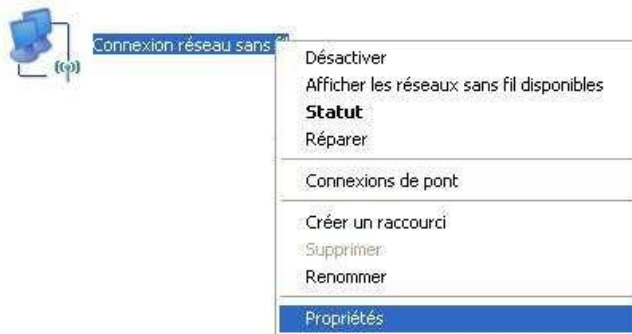 Connexion réseau sans
Désactiver
Afficher les réseaux sans fil disponibles
Statut
Réparer
Connexions de pont
Créer un raccourci
Supprimer
Renommer
Propriétés